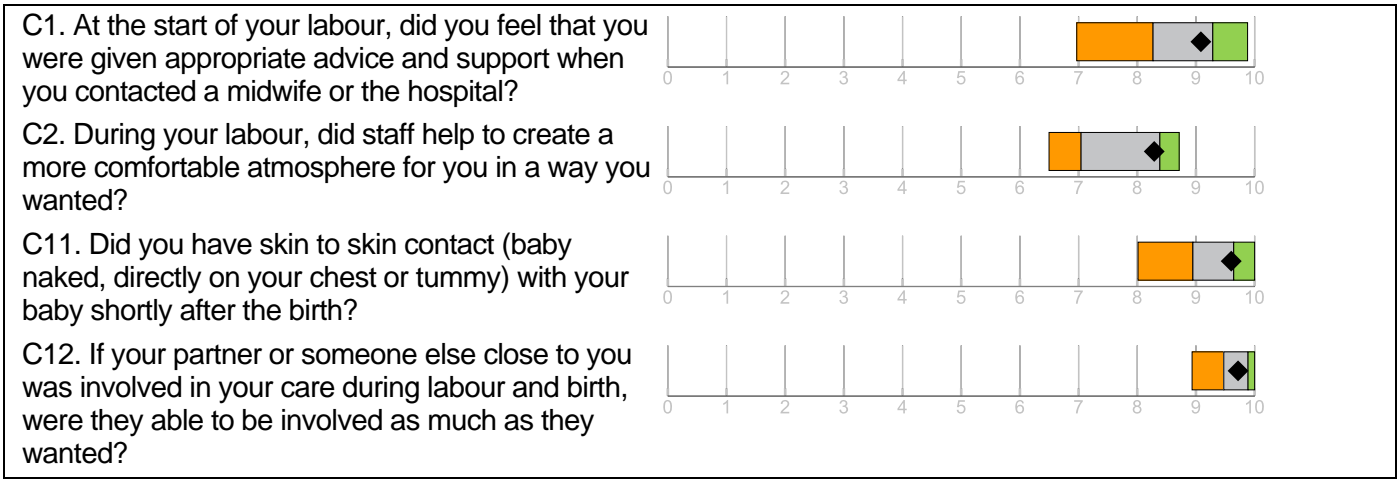 C1. At the start of your labour, did you feel that you
were given appropriate advice and support when
you contacted a midwife or the hospital?
0 1 2 3 4 5 6 7 8 9 10
C2. During your labour, did staff help to create a
more comfortable atmosphere for you in a way you
wanted?
0 1 2 3 4 5 6 7 8 9 10
C11. Did you have skin to skin contact (baby
naked, directly on your chest or tummy) with your
baby shortly after the birth?
0 1 2 3 4 5 6 7 8 9 10
C12. If your partner or someone else close to you
was involved in your care during labour and birth,
were they able to be involved as much as they
wanted?
0 1 2 3 4 5 6 7 8 9 10